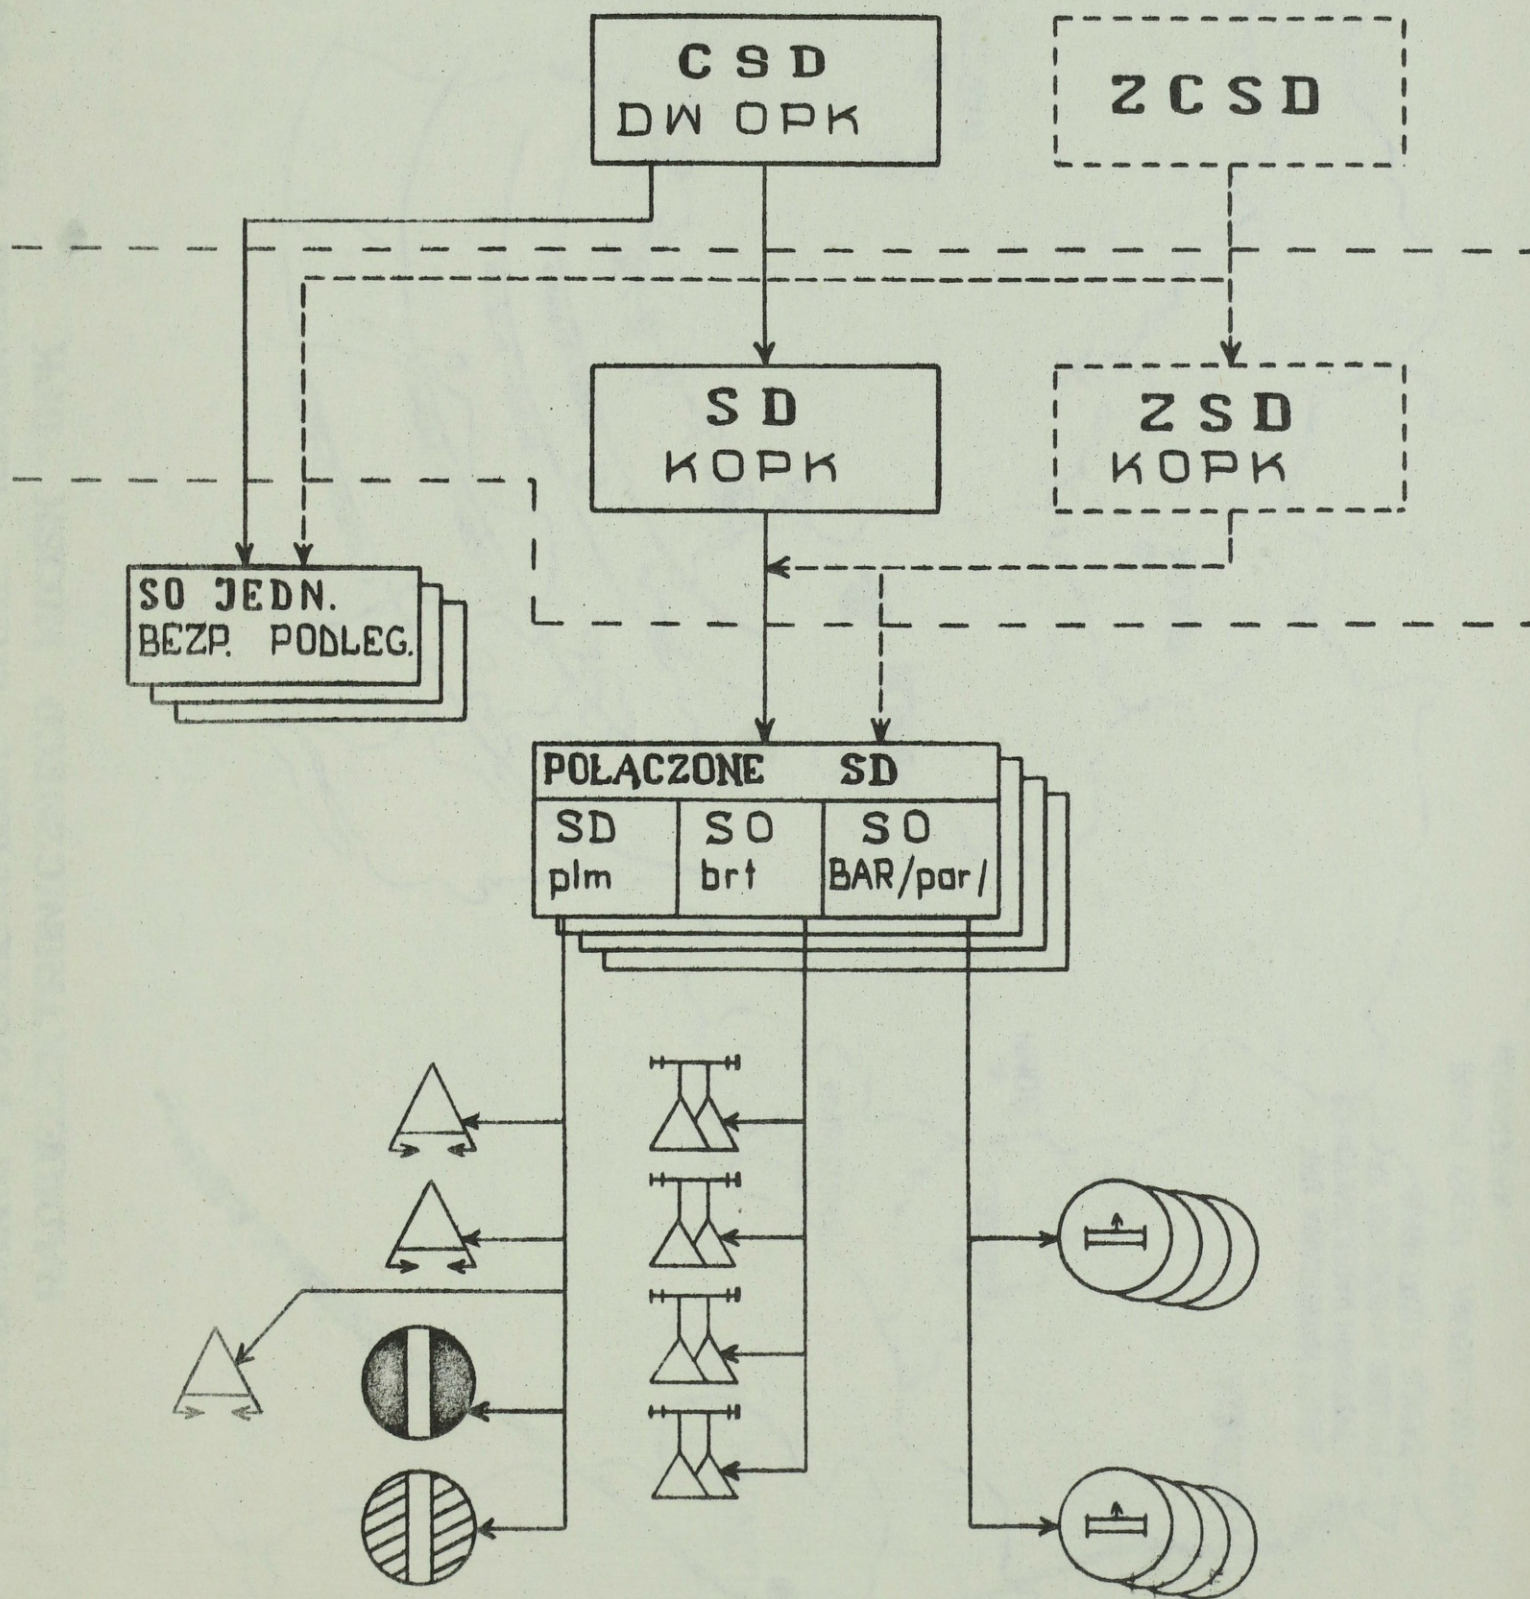 CSD
DW OPK
ZCSD
SD
KOPK
ZSD
KOPK
SO JEDN.
BEZP. PODLEG.
POŁĄCZONE SD
SD
plm
SO
brt
SO
BAR/par/